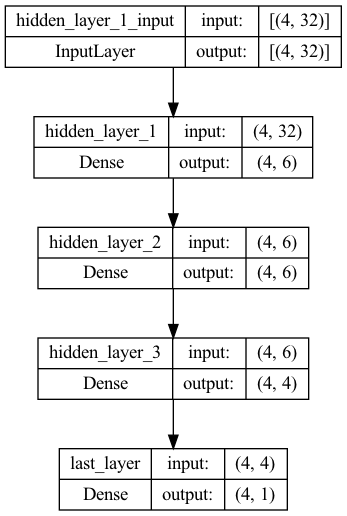 hidden_layer_1_input input: [(4, 32)]
InputLayer output: [(4, 32)]
hidden_layer_1 input: (4, 32)
Dense output: (4, 6)
hidden_layer_2 input: (4, 6)
Dense output: (4, 6)
hidden_layer_3 input: (4, 6)
Dense output: (4, 4)
last_layer input: (4, 4)
Dense output: (4, 1)